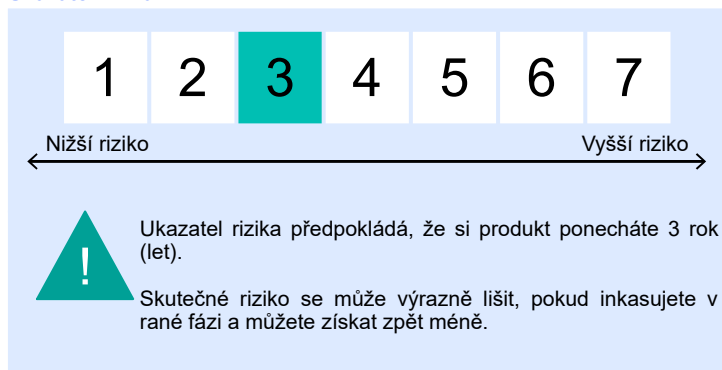 1 2 3 4 5 6 7
Nižší riziko Vyšší riziko
!
Ukazatel rizika předpokládá, že si produkt ponecháte 3 rok
(let).
Skutečné riziko se může výrazně lišit, pokud inkasujete v
rané fázi a můžete získat zpět méně.